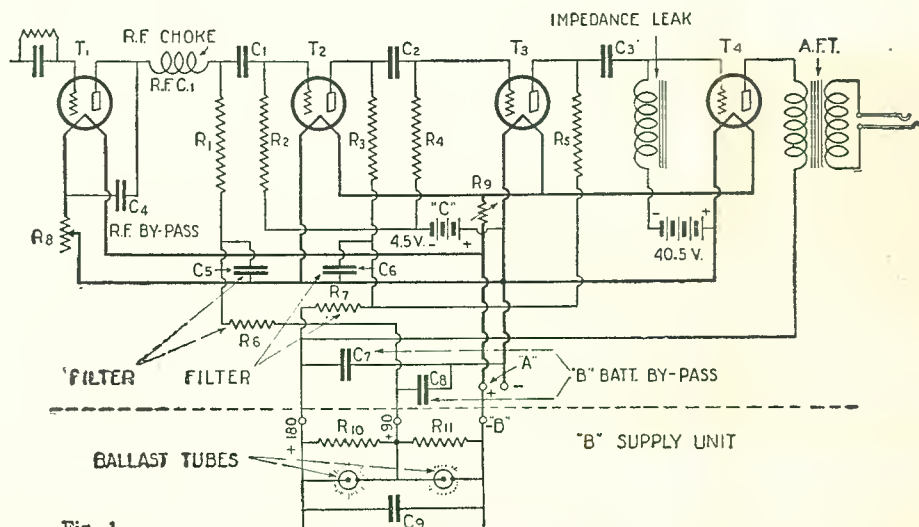 IMPEDANCE LEAK
T1
R.F. CHOKE
R.F.C.1
C1
T2
C2
T3
C3
T4
A.F.T.
R1
R2
R3
R4
R5
C4
R.F. BY-PASS
R8
R9
"C"
4.5 V. - +
- +
40.5 V.
C5
C6
R7
R6
FILTER
FILTER
C7
C8
"A"
+ -
"B" BATT. BY-PASS
+180
+90
-"B"
R10
R11
"B" SUPPLY UNIT
BALLAST TUBES
C9
Fig. 1